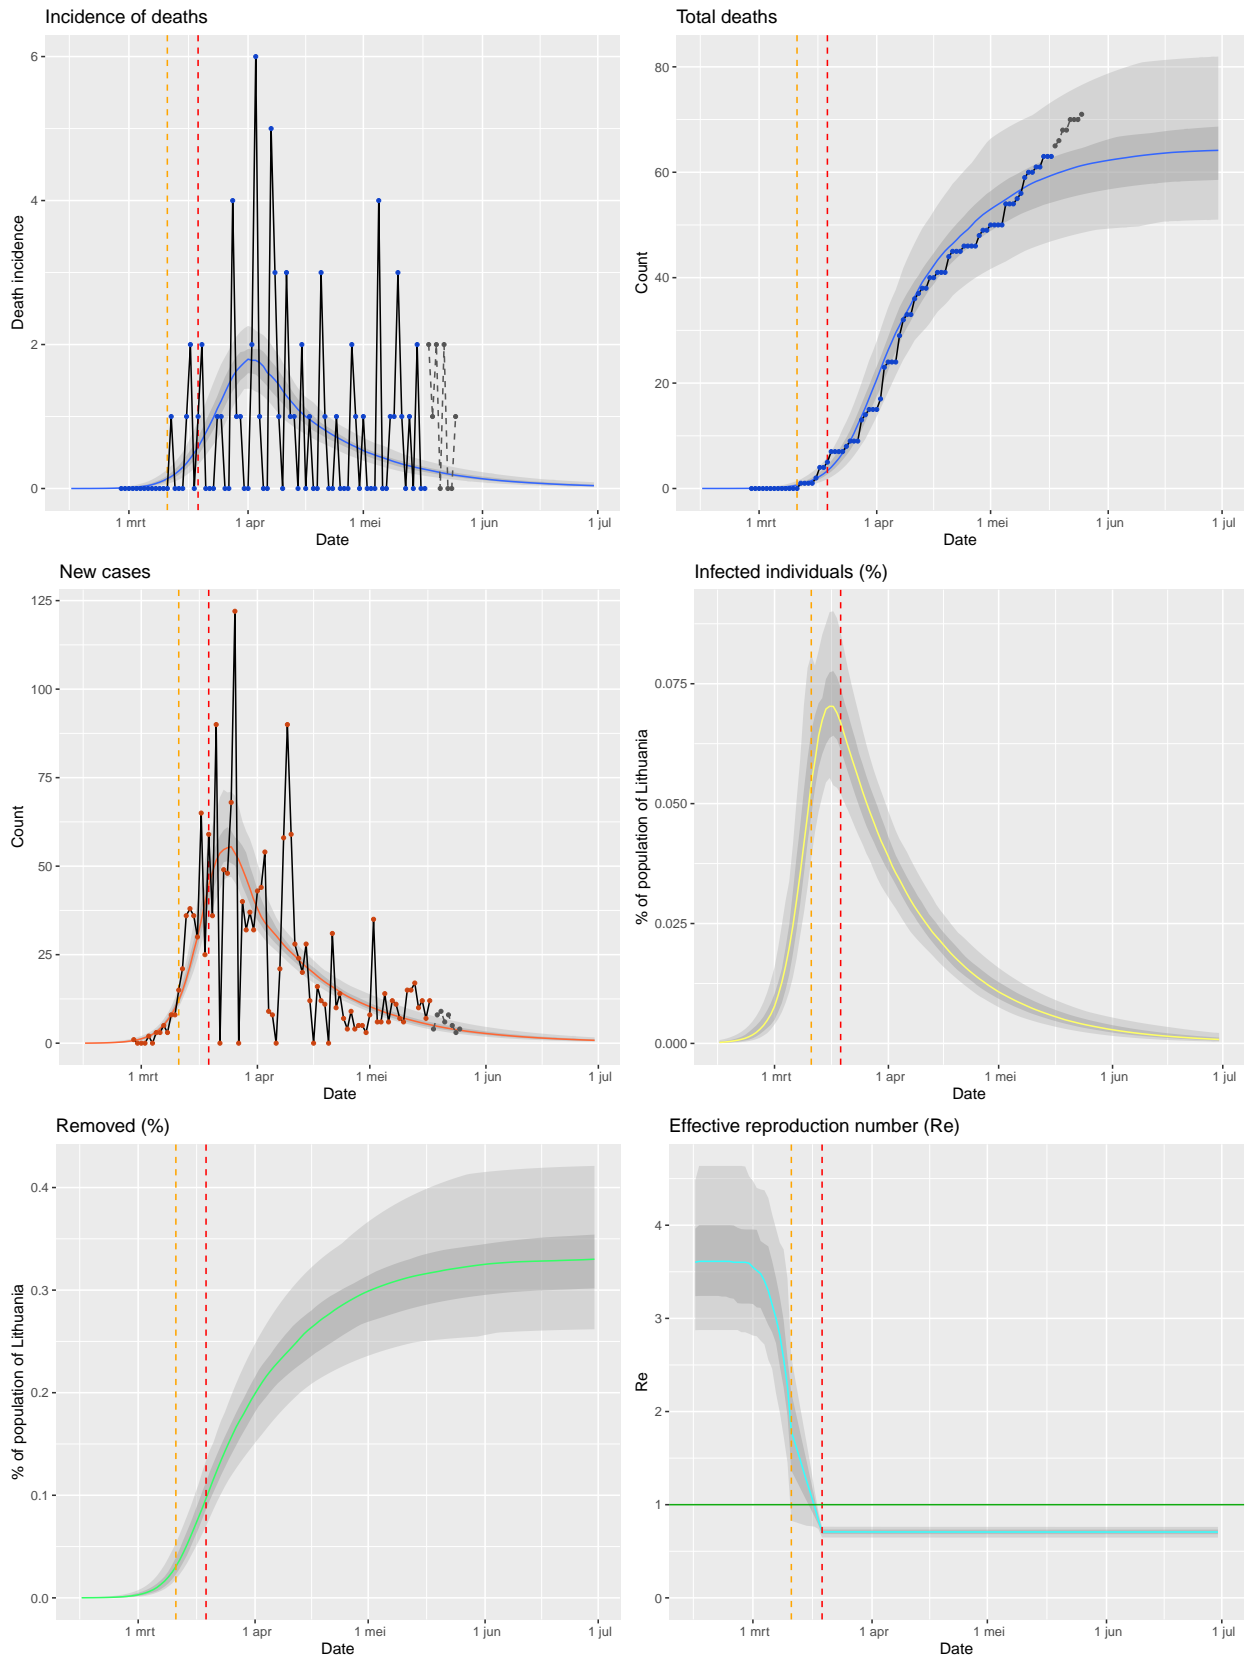 Incidence of deaths
Death incidence
6
4
2
0
1 mrt 1 apr 1 mei 1 jun 1 jul
Date
Total deaths
Count
80
60
40
20
0
1 mrt 1 apr 1 mei 1 jun 1 jul
Date
New cases
Count
125
100
75
50
25
0
1 mrt 1 apr 1 mei 1 jun 1 jul
Date
Infected individuals (%)
% of population of Lithuania
0.075
0.050
0.025
0.000
1 mrt 1 apr 1 mei 1 jun 1 jul
Date
Removed (%)
% of population of Lithuania
0.4
0.3
0.2
0.1
0.0
1 mrt 1 apr 1 mei 1 jun 1 jul
Date
Effective reproduction number (Re)
Re
4
3
2
1
0
1 mrt 1 apr 1 mei 1 jun 1 jul
Date